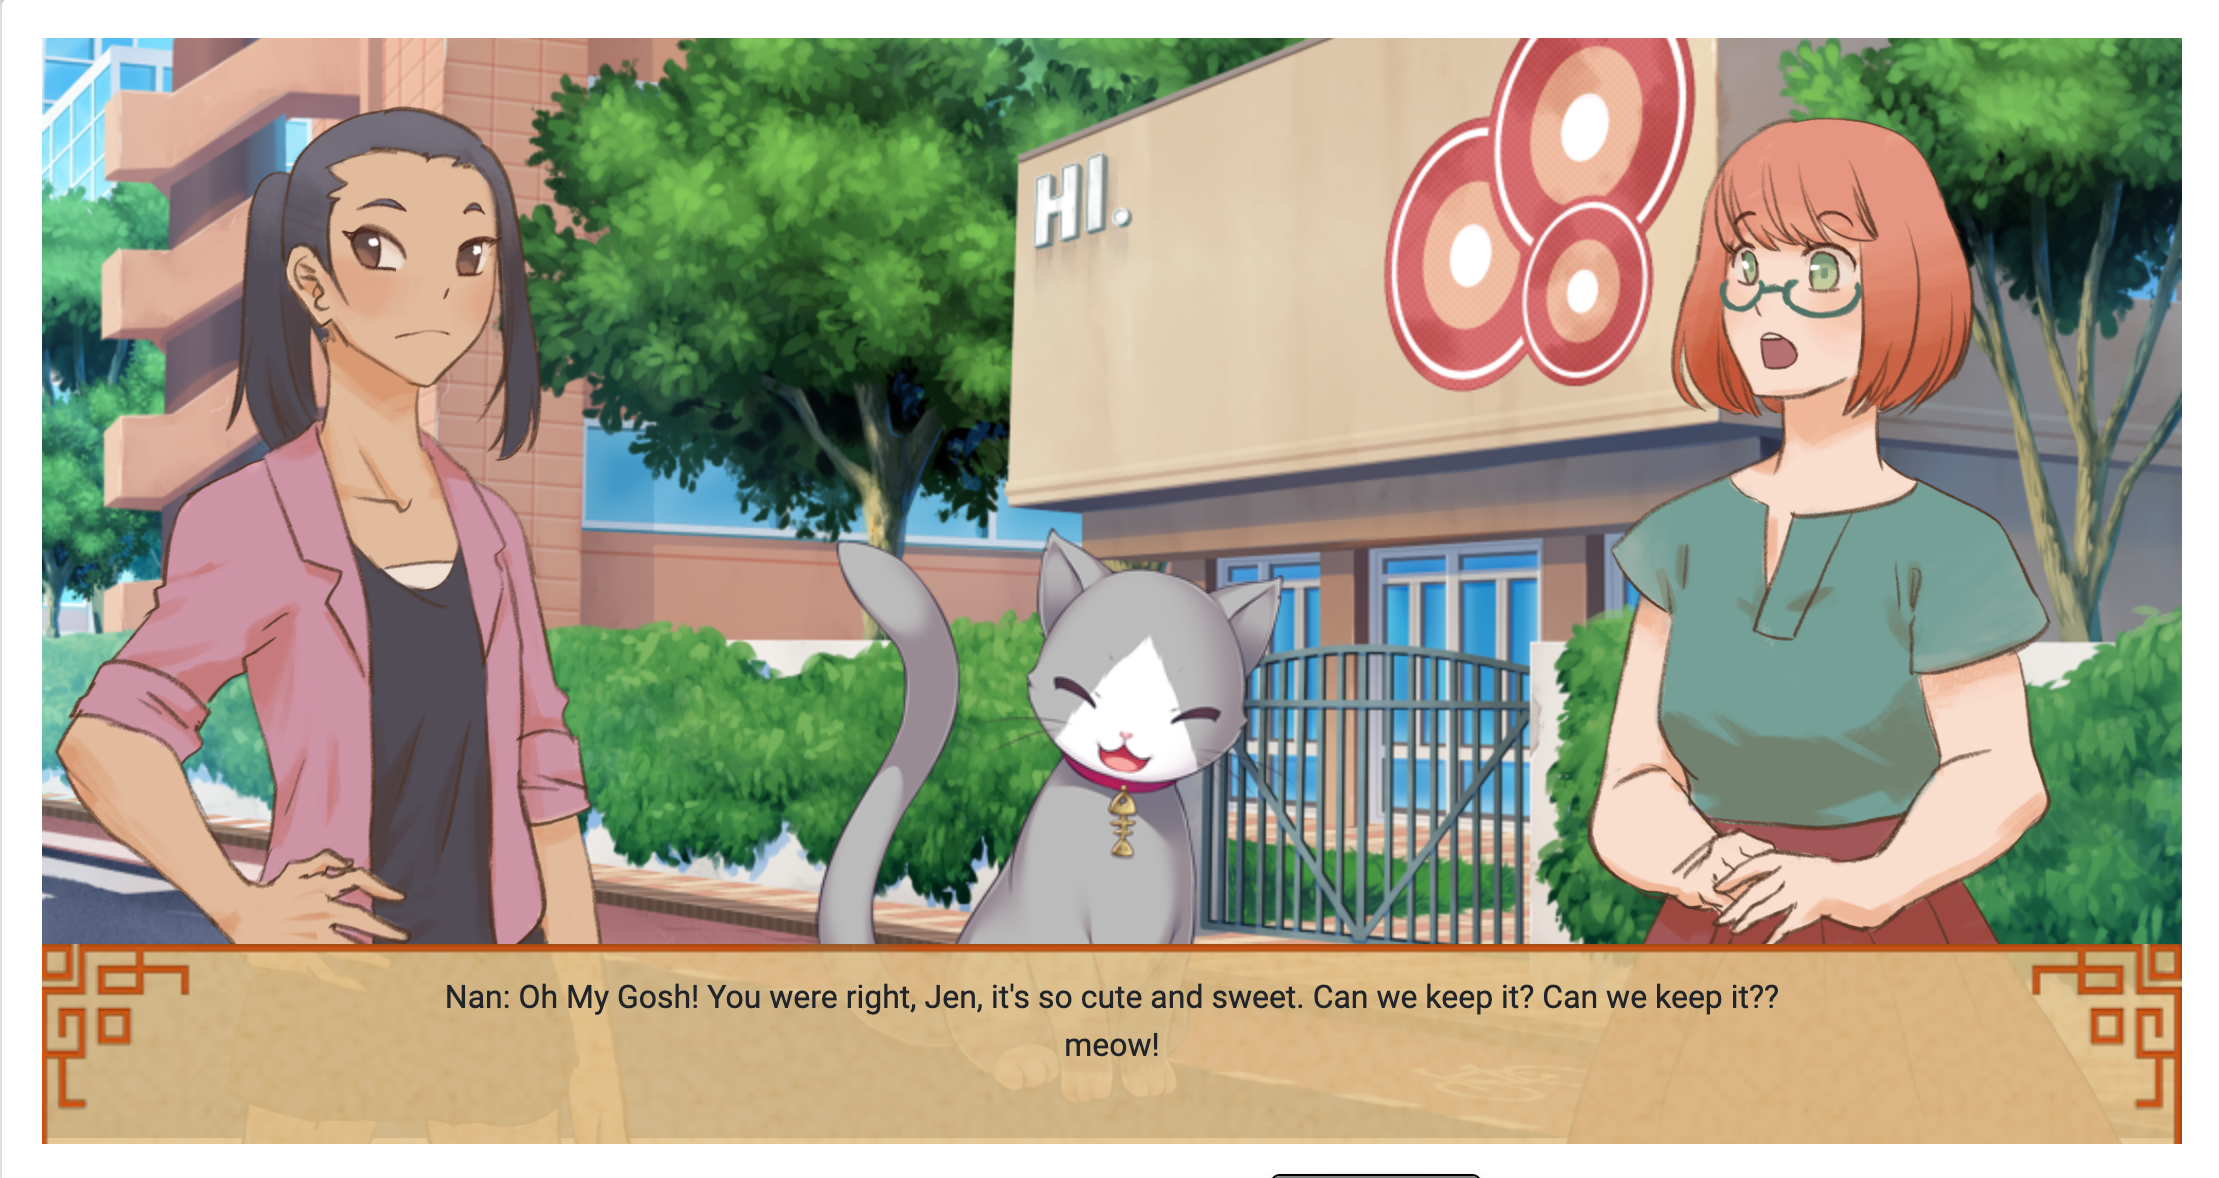 HI.
Nan: Oh My Gosh! You were right, Jen, it's so cute and sweet. Can we keep it? Can we keep it??
meow!